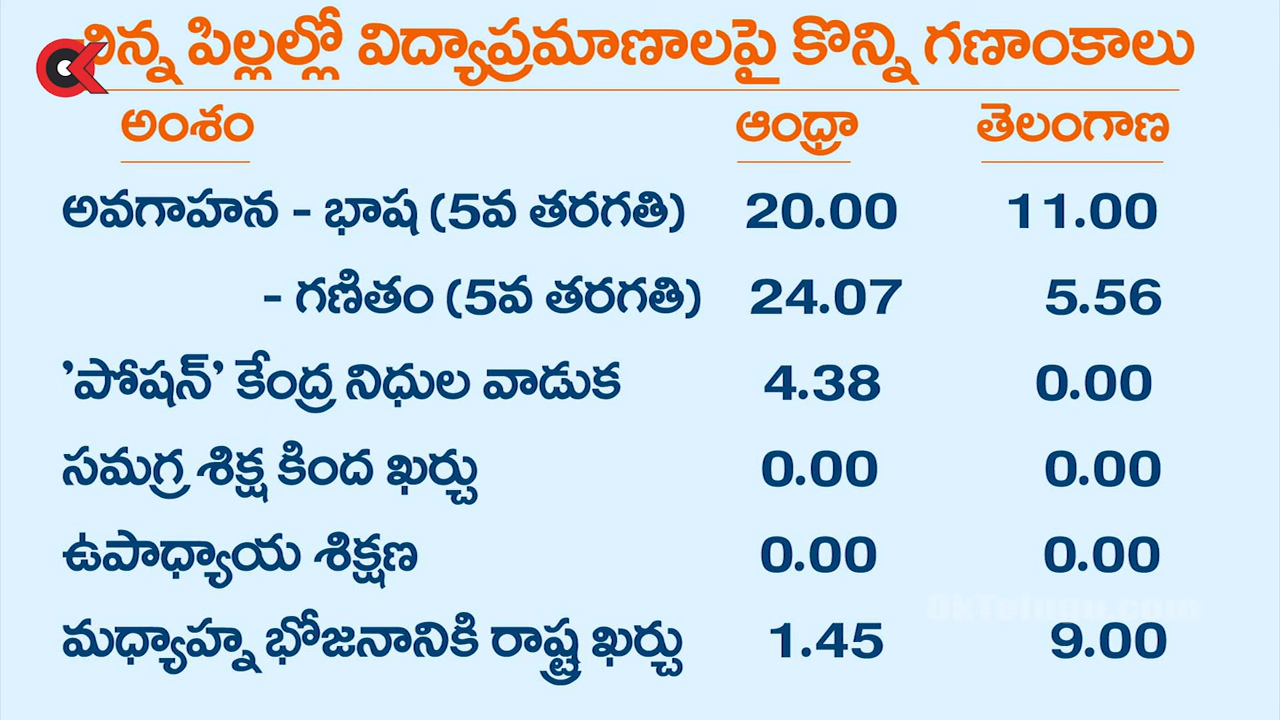 చిన్న పిల్లల్లో విద్యాప్రమాణాలపై కొన్ని గణాంకాలు
అంశం ఆంధ్రా తెలంగాణ
అవగాహన - భాష (5వ తరగతి) 20.00 11.00
- గణితం (5వ తరగతి) 24.07 5.56
’పోషన్’ కేంద్ర నిధుల వాడుక 4.38 0.00
సమగ్ర శిక్ష కింద ఖర్చు 0.00 0.00
ఉపాధ్యాయ శిక్షణ 0.00 0.00
OkTelugu.com
మధ్యాహ్న భోజనానికి రాష్ట్ర ఖర్చు 1.45 9.00